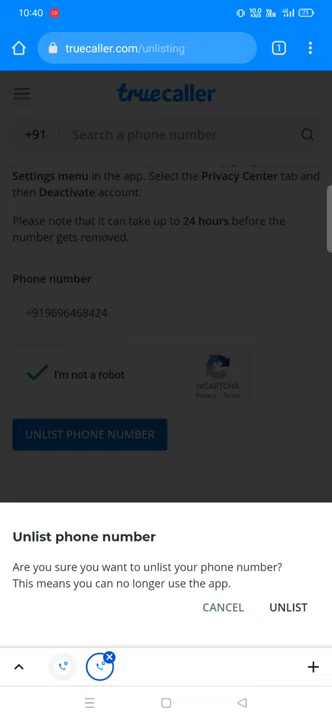 10:40
truecaller.com/unlisting
1
truecaller
+91 Search a phone number
Settings menu in the app. Select the Privacy Center tab and
then Deactivate account.
Please note that it can take up to 24 hours before the
number gets removed.
Phone number
+919696468424
I'm not a robot
reCAPTCHA
Privacy - Terms
UNLIST PHONE NUMBER
Unlist phone number
Are you sure you want to unlist your phone number?
This means you can no longer use the app.
CANCEL UNLIST